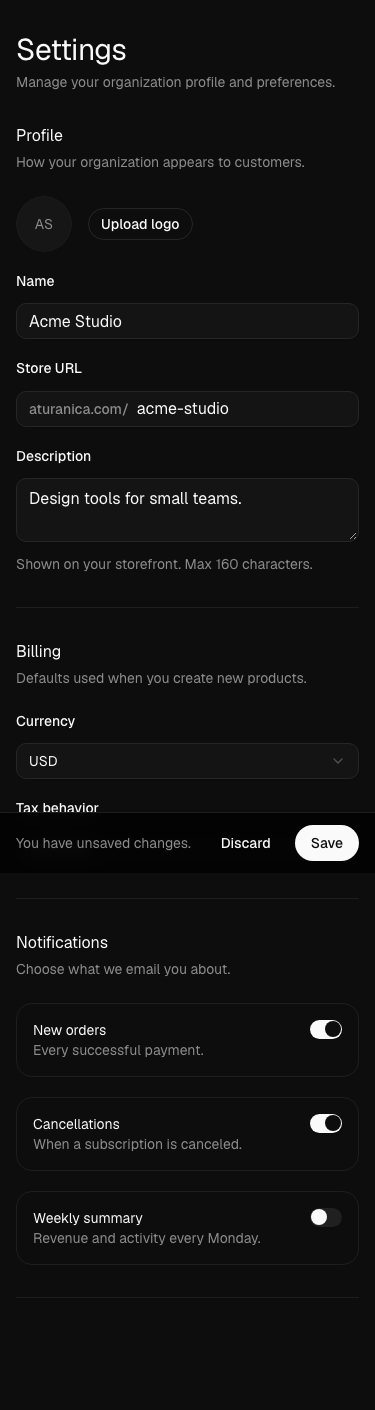 Settings
Manage your organization profile and preferences.
Profile
How your organization appears to customers.
AS
Upload logo
Name
Acme Studio
Store URL
aturanica.com/ acme-studio
Description
Design tools for small teams.
Shown on your storefront. Max 160 characters.
Billing
Defaults used when you create new products.
Currency
USD
Tax behavior
You have unsaved changes. Discard Save
Notifications
Choose what we email you about.
New orders
Every successful payment.
Cancellations
When a subscription is canceled.
Weekly summary
Revenue and activity every Monday.